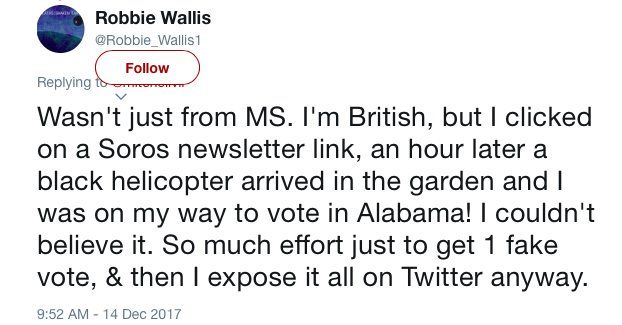 Robbie Wallis
@Robbie_Wallis1
Follow
Replying to
Wasn't just from MS. I'm British, but I clicked
on a Soros newsletter link, an hour later a
black helicopter arrived in the garden and I
was on my way to vote in Alabama! I couldn't
believe it. So much effort just to get 1 fake
vote, & then I expose it all on Twitter anyway.
9:52 AM - 14 Dec 2017